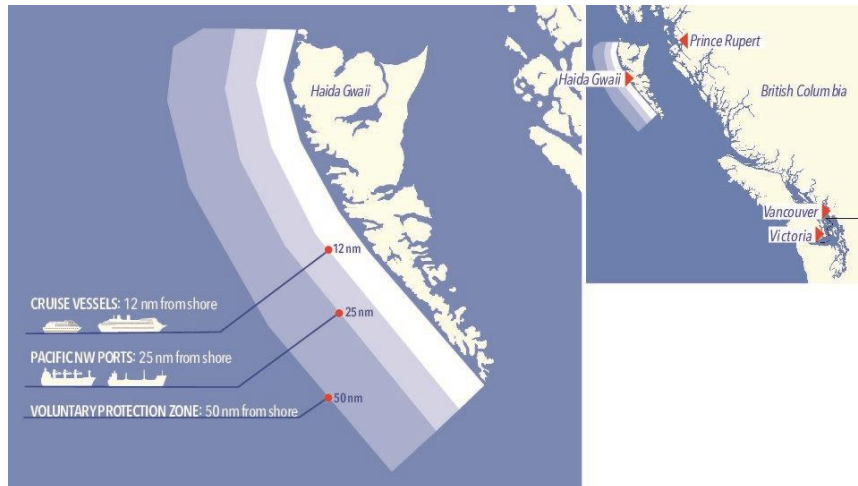 Haida Gwaii
12 nm
CRUISE VESSELS: 12 nm from shore
25 nm
PACIFIC NW PORTS: 25 nm from shore
50 nm
VOLUNTARY PROTECTION ZONE: 50 nm from shore
Prince Rupert
Haida Gwaii
British Columbia
Vancouver
Victoria